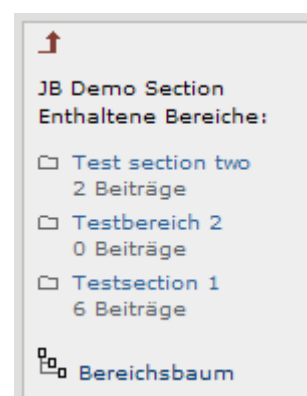 JB Demo Section
Enthaltene Bereiche:
Test section two
2 Beiträge
Testbereich 2
0 Beiträge
Testsection 1
6 Beiträge
Bereichsbaum